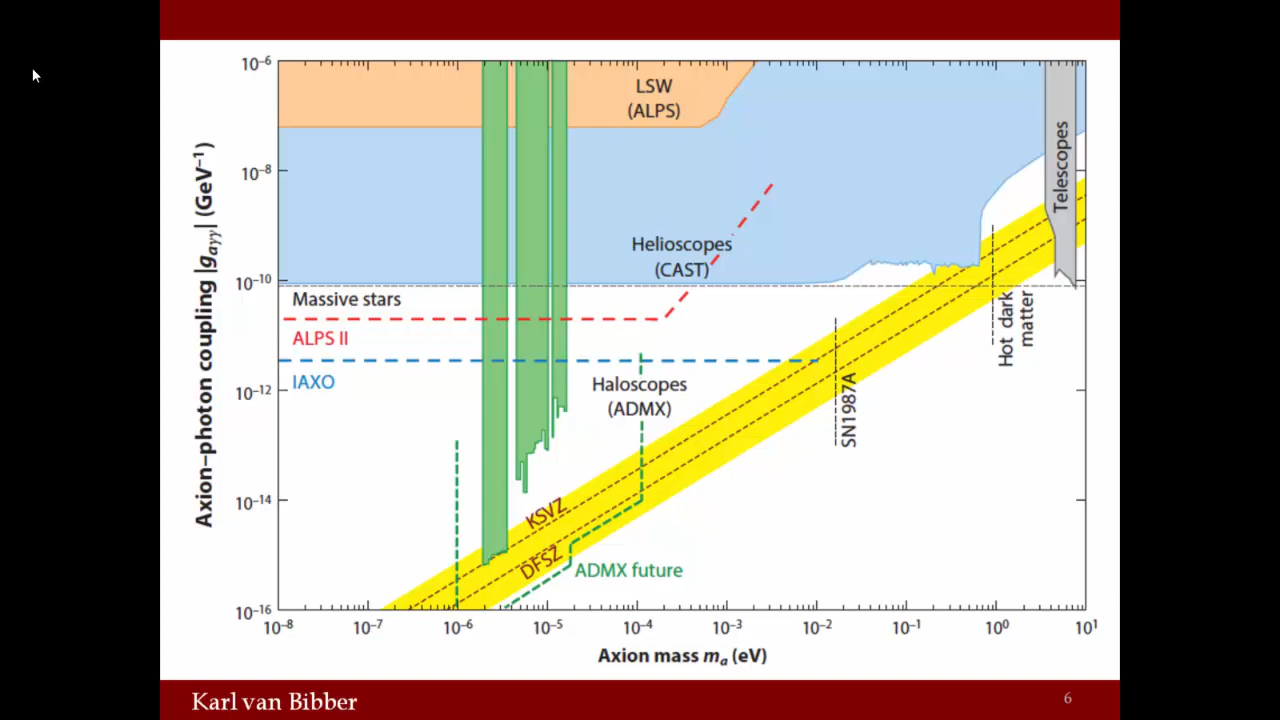 10⁻⁶
LSW
(ALPS)
Telescopes
10⁻⁸
Axion–photon coupling |gₐᵧᵧ| (GeV⁻¹)
Helioscopes
(CAST)
10⁻¹⁰
Massive stars
Hot dark
matter
ALPS II
IAXO
Haloscopes
(ADMX)
10⁻¹²
SN1987A
10⁻¹⁴
KSVZ
DFSZ
ADMX future
10⁻¹⁶
10⁻⁸ 10⁻⁷ 10⁻⁶ 10⁻⁵ 10⁻⁴ 10⁻³ 10⁻² 10⁻¹ 10⁰ 10¹
Axion mass mₐ (eV)
Karl van Bibber
6